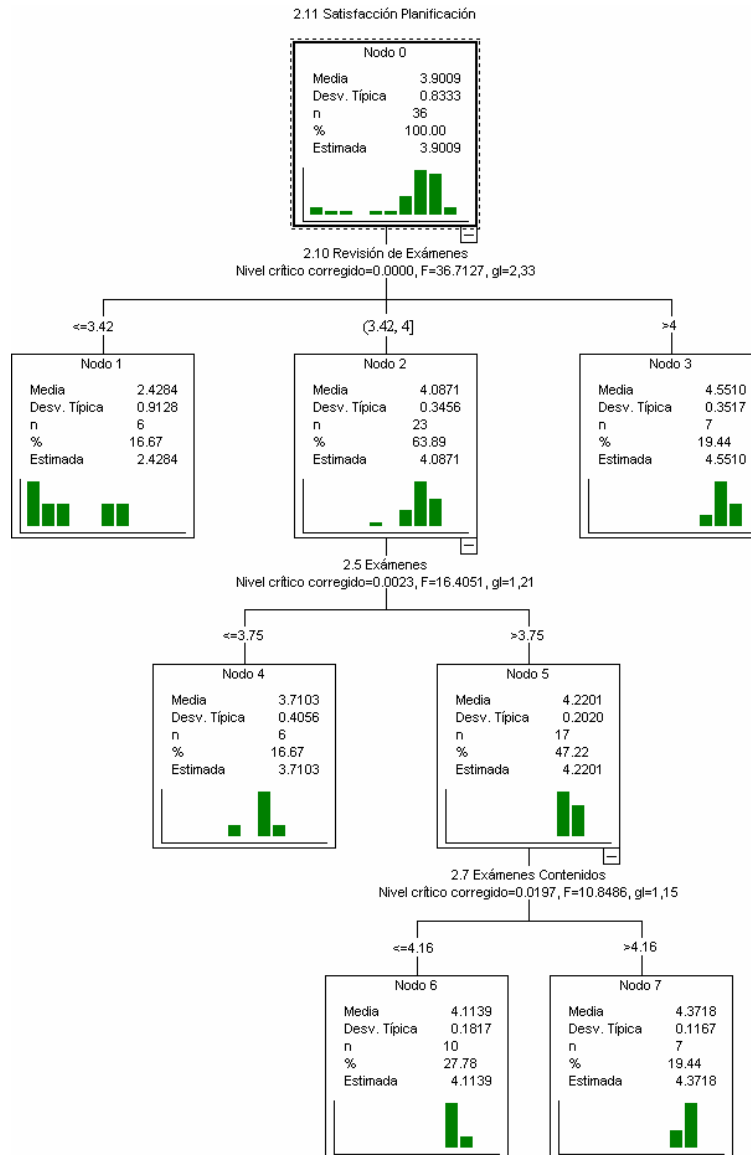 2.11 Satisfacción Planificación
Nodo 0
Media 3.9009
Desv. Típica 0.8333
n 36
% 100.00
Estimada 3.9009
2.10 Revisión de Exámenes
Nivel crítico corregido=0.0000, F=36.7127, gl=2,33
<=3.42
(3.42, 4]
>4
Nodo 1
Media 2.4284
Desv. Típica 0.9128
n 6
% 16.67
Estimada 2.4284
Nodo 2
Media 4.0871
Desv. Típica 0.3456
n 23
% 63.89
Estimada 4.0871
Nodo 3
Media 4.5510
Desv. Típica 0.3517
n 7
% 19.44
Estimada 4.5510
2.5 Exámenes
Nivel crítico corregido=0.0023, F=16.4051, gl=1,21
<=3.75
>3.75
Nodo 4
Media 3.7103
Desv. Típica 0.4056
n 6
% 16.67
Estimada 3.7103
Nodo 5
Media 4.2201
Desv. Típica 0.2020
n 17
% 47.22
Estimada 4.2201
2.7 Exámenes Contenidos
Nivel crítico corregido=0.0197, F=10.8486, gl=1,15
<=4.16
>4.16
Nodo 6
Media 4.1139
Desv. Típica 0.1817
n 10
% 27.78
Estimada 4.1139
Nodo 7
Media 4.3718
Desv. Típica 0.1167
n 7
% 19.44
Estimada 4.3718